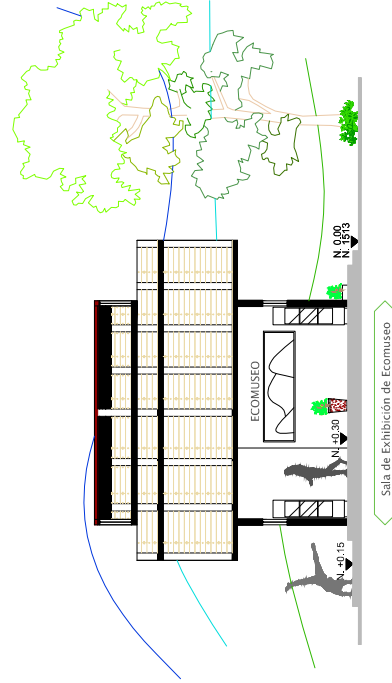 ECOMUSEO
N. 0.00
N. 1513
N. +0.30
N. +0.15
Sala de Exhibición de Ecomuseo